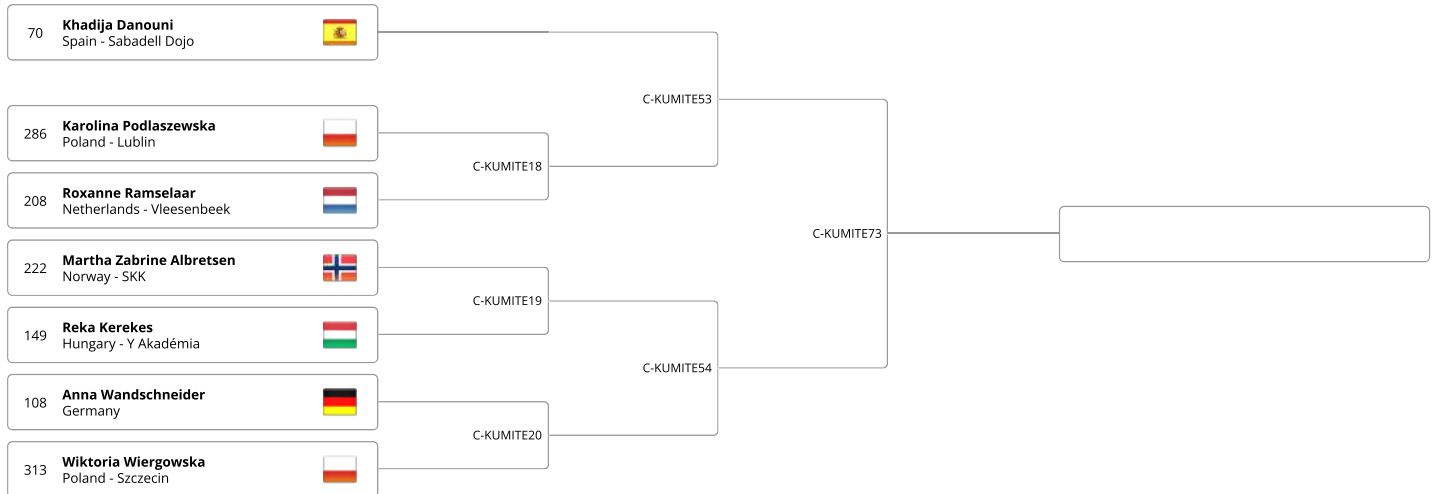 70
Khadija Danouni
Spain - Sabadell Dojo
C-KUMITE53
286
Karolina Podlaszewska
Poland - Lublin
C-KUMITE18
208
Roxanne Ramselaar
Netherlands - Vleesenbeek
C-KUMITE73
222
Martha Zabrine Albretsen
Norway - SKK
C-KUMITE19
149
Reka Kerekes
Hungary - Y Akadémia
C-KUMITE54
108
Anna Wandschneider
Germany
C-KUMITE20
313
Wiktoria Wiergowska
Poland - Szczecin